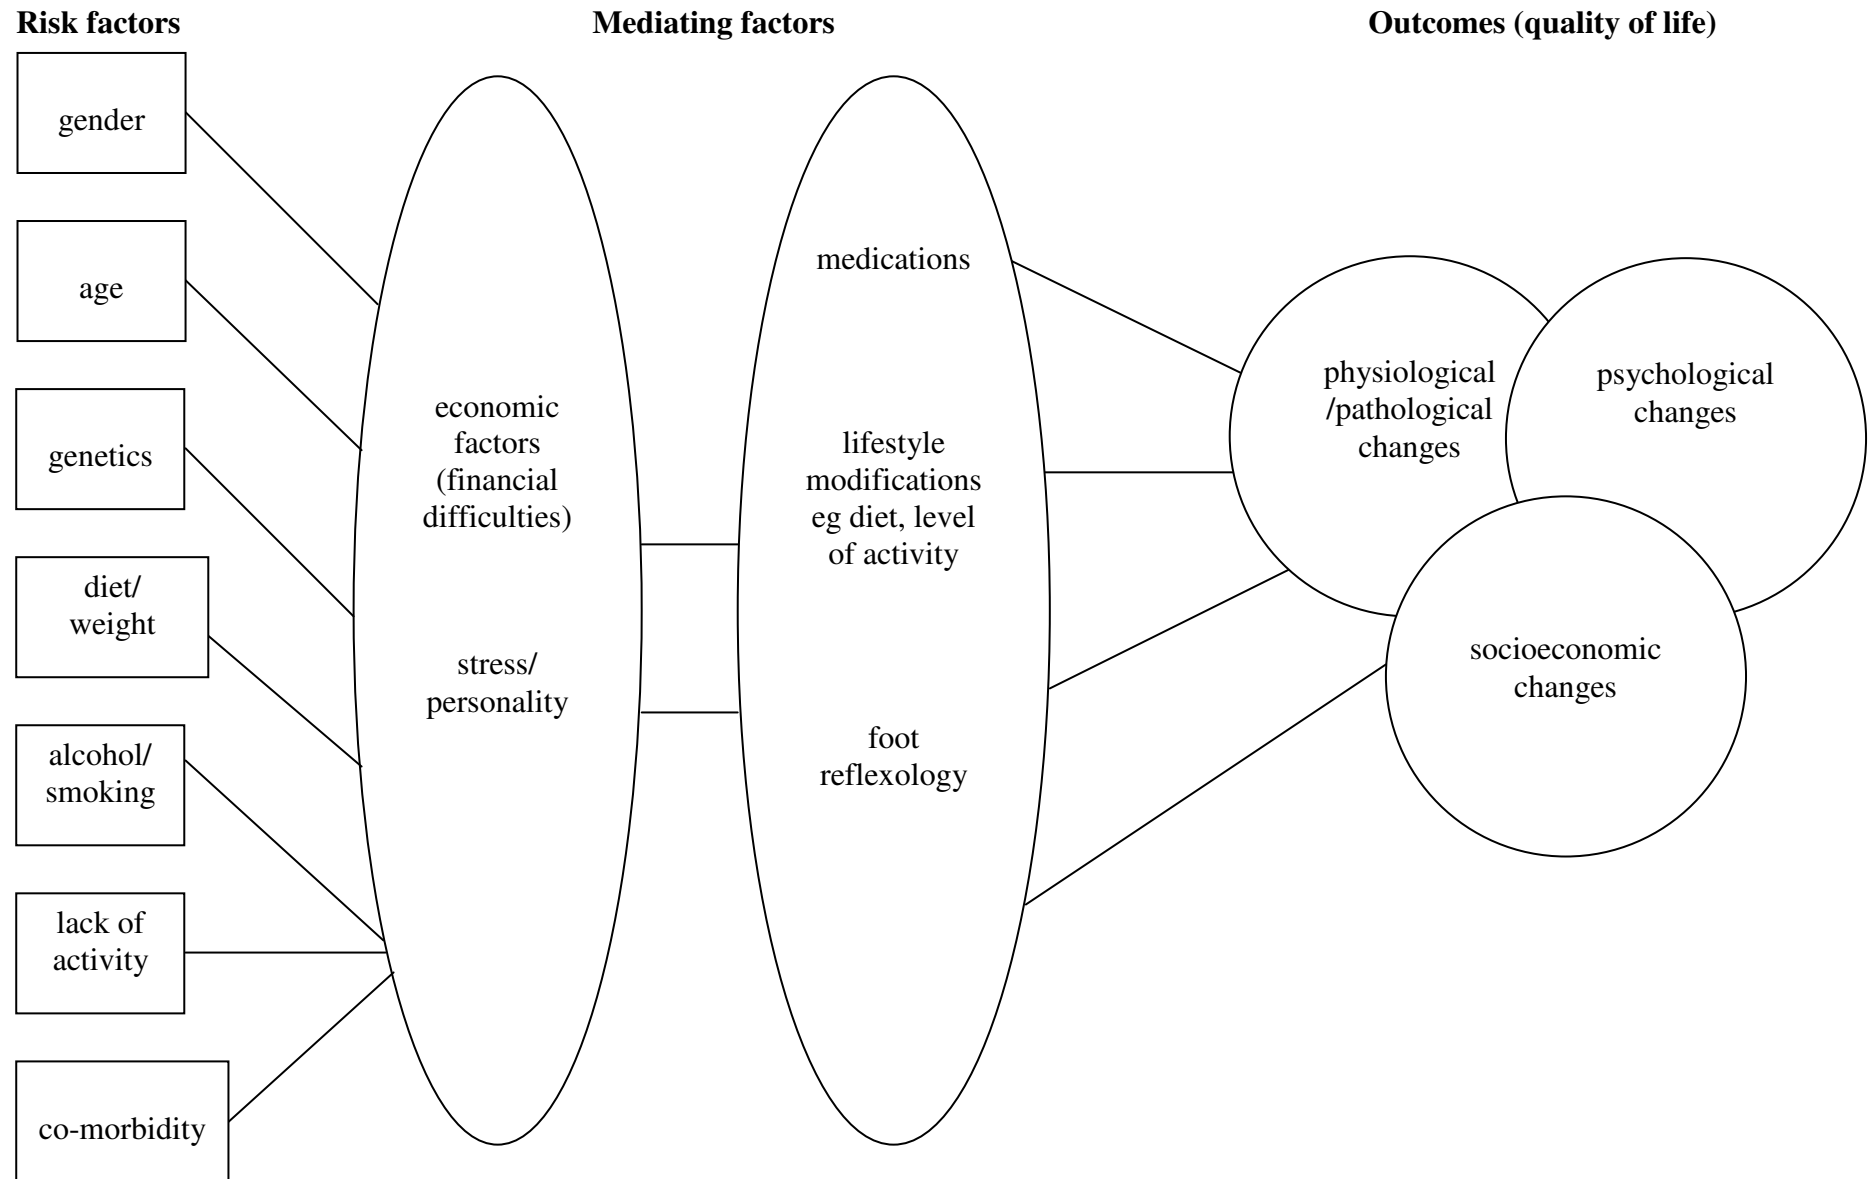 Risk factors
Mediating factors
Outcomes (quality of life)
gender
age
genetics
diet/
weight
alcohol/
smoking
lack of
activity
co-morbidity
economic
factors
(financial
difficulties)
stress/
personality
medications
lifestyle
modifications
eg diet, level
of activity
foot
reflexology
physiological
/pathological
changes
psychological
changes
socioeconomic
changes